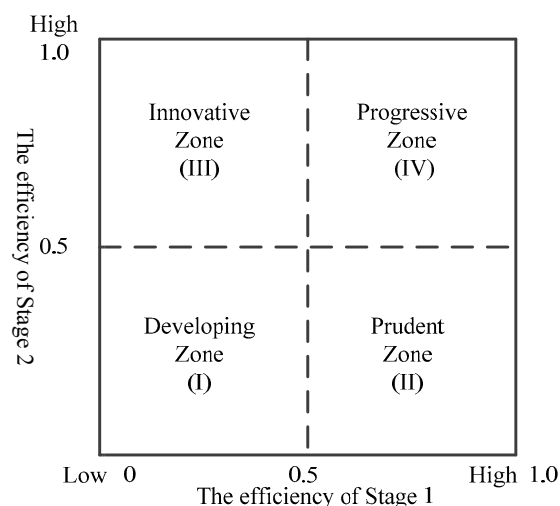 High
1.0
Innovative
Zone
(III)
Progressive
Zone
(IV)
The efficiency of Stage 2
0.5
Developing
Zone
(I)
Prudent
Zone
(II)
Low 0 0.5 High 1.0
The efficiency of Stage 1